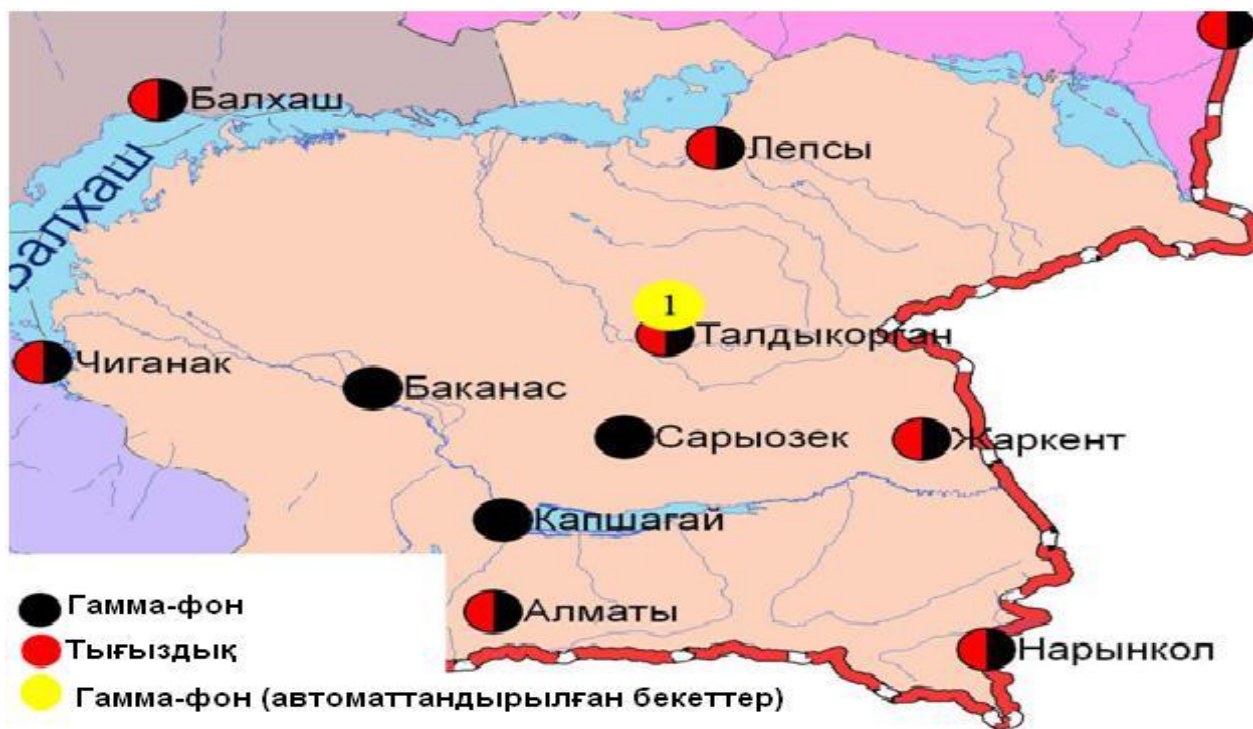 Балхаш
Балхаш
Лепсы
1
Талдыкорган
Чиганак
Баканас
Сарыозек
Жаркент
Капшагай
Алматы
Нарынкол
Гамма-фон
Тығыздық
Гамма-фон (автоматтандырылған бекеттер)